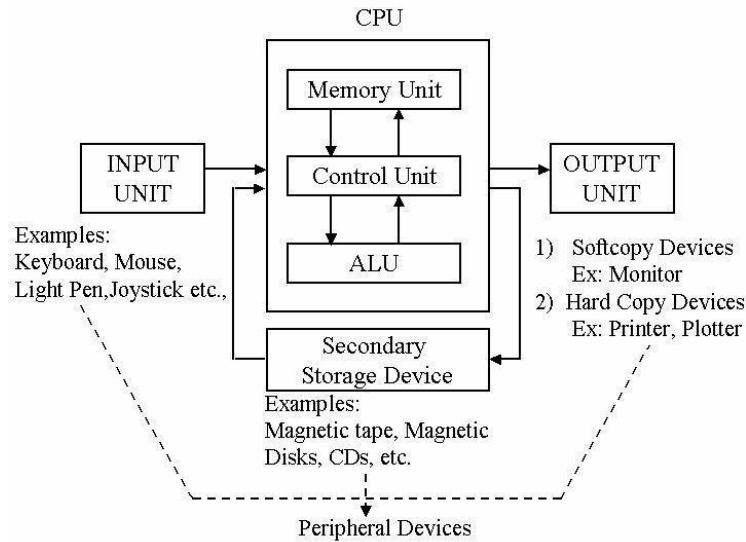 CPU
Memory Unit
Control Unit
ALU
INPUT
UNIT
OUTPUT
UNIT
Examples:
Keyboard, Mouse,
Light Pen,Joystick etc.,
1) Softcopy Devices
Ex: Monitor
2) Hard Copy Devices
Ex: Printer, Plotter
Secondary
Storage Device
Examples:
Magnetic tape, Magnetic
Disks, CDs, etc.
Peripheral Devices